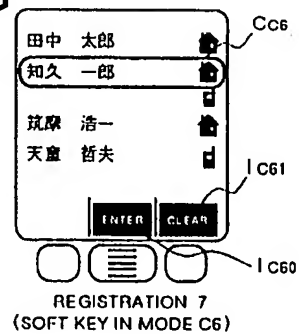 Cc6
田中 太郎
知久 一郎
筑摩 浩一
天童 哲夫
IC61
ENTER CLEAR
IC60
REGISTRATION 7
(SOFT KEY IN MODE C6)